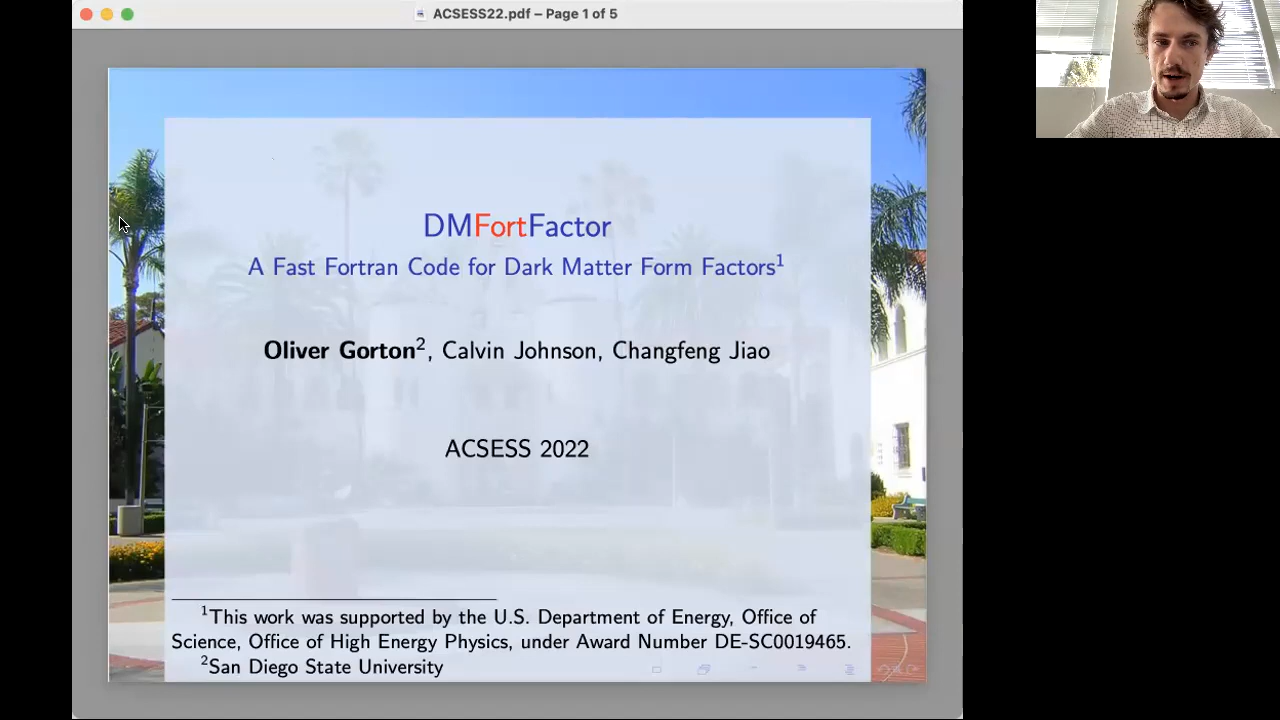 ACSESS22.pdf – Page 1 of 5
DMFortFactor
A Fast Fortran Code for Dark Matter Form Factors¹
Oliver Gorton², Calvin Johnson, Changfeng Jiao
ACSESS 2022
¹This work was supported by the U.S. Department of Energy, Office of
Science, Office of High Energy Physics, under Award Number DE-SC0019465.
²San Diego State University